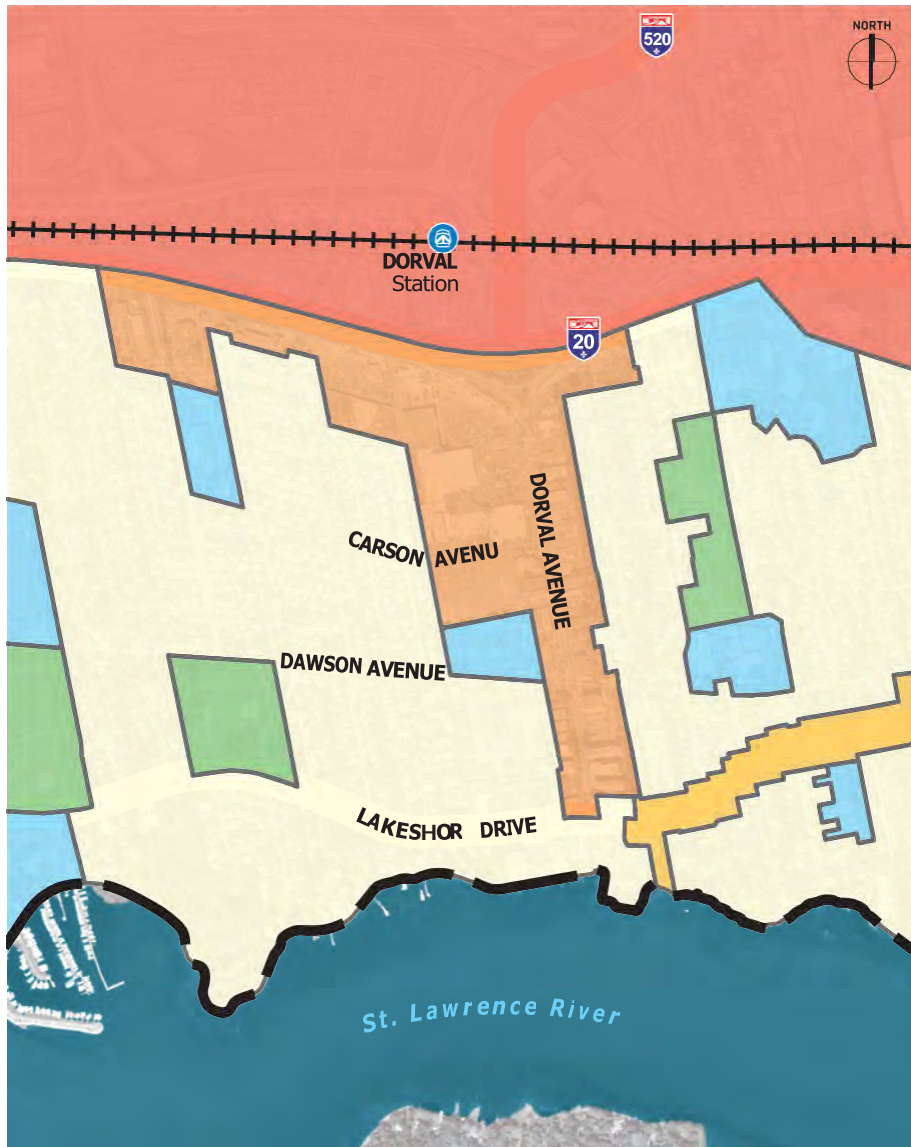 520
NORTH
DORVAL
Station
20
DORVAL AVENUE
CARSON AVENU
DAWSON AVENUE
LAKESHOR DRIVE
St. Lawrence River